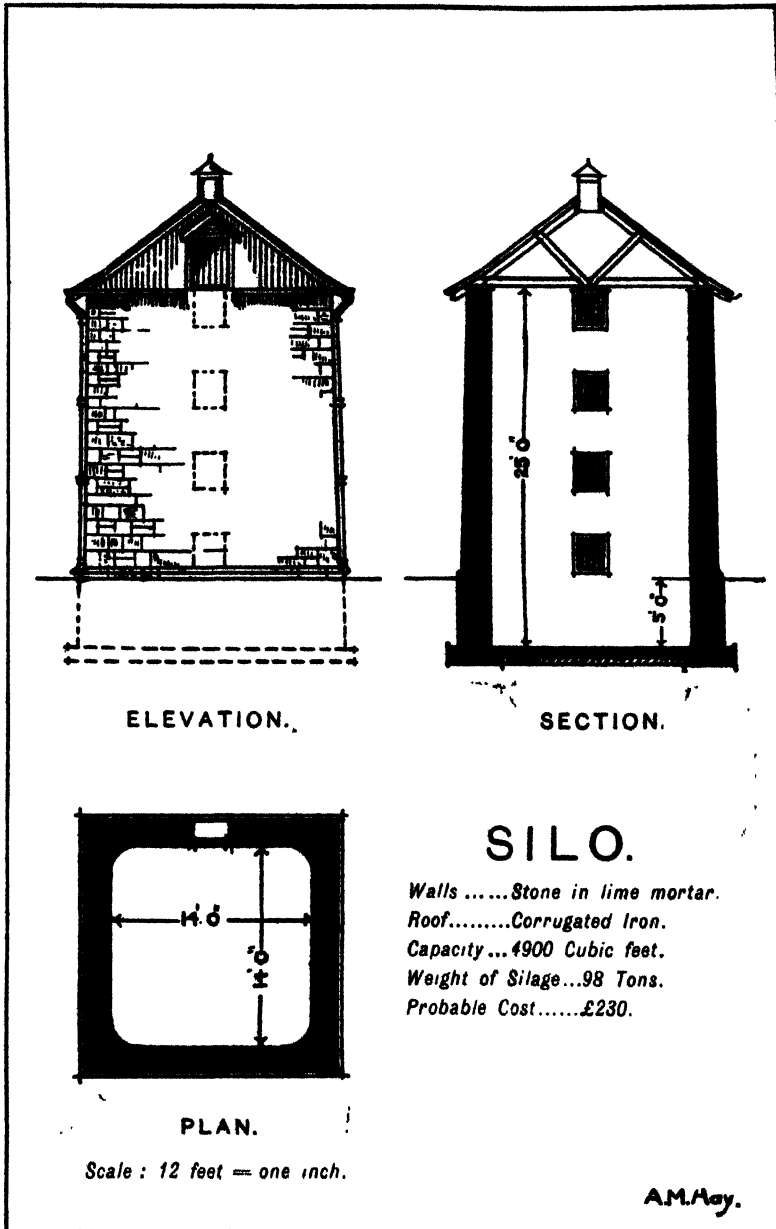 25'0"
5'0"
ELEVATION.
SECTION.
14'.0"
14'0"
SILO.
Walls ......Stone in lime mortar.
Roof.........Corrugated Iron.
Capacity ...4900 Cubic feet.
Weight of Silage...98 Tons.
Probable Cost......£230.
PLAN.
Scale : 12 feet = one inch.
A.M.Hay.